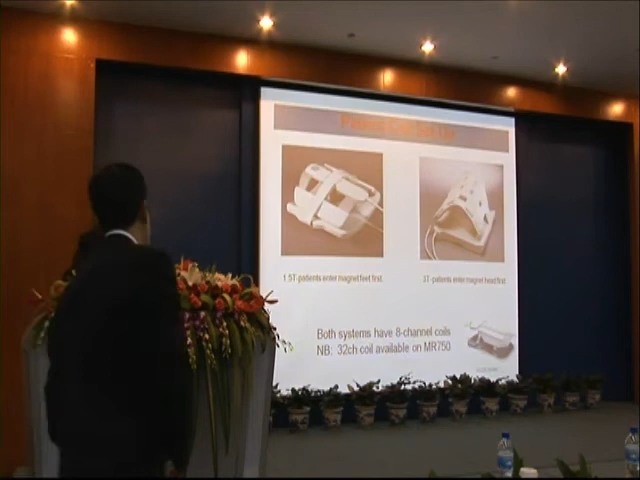 1.5T-patients enter magnet feet first.
3T-patients enter magnet head first.
Both systems have 8-channel coils
NB: 32ch coil available on MR750